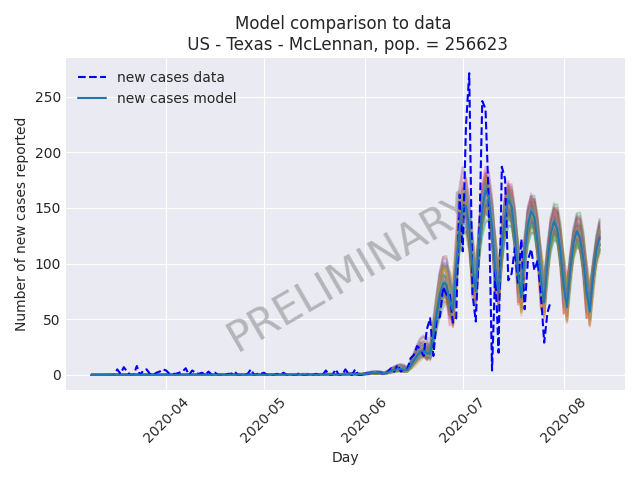 Model comparison to data
US - Texas - McLennan, pop. = 256623
new cases data
new cases model
PRELIMINARY
Number of new cases reported
250
200
150
100
50
0
2020-04
2020-05
2020-06
2020-07
2020-08
Day